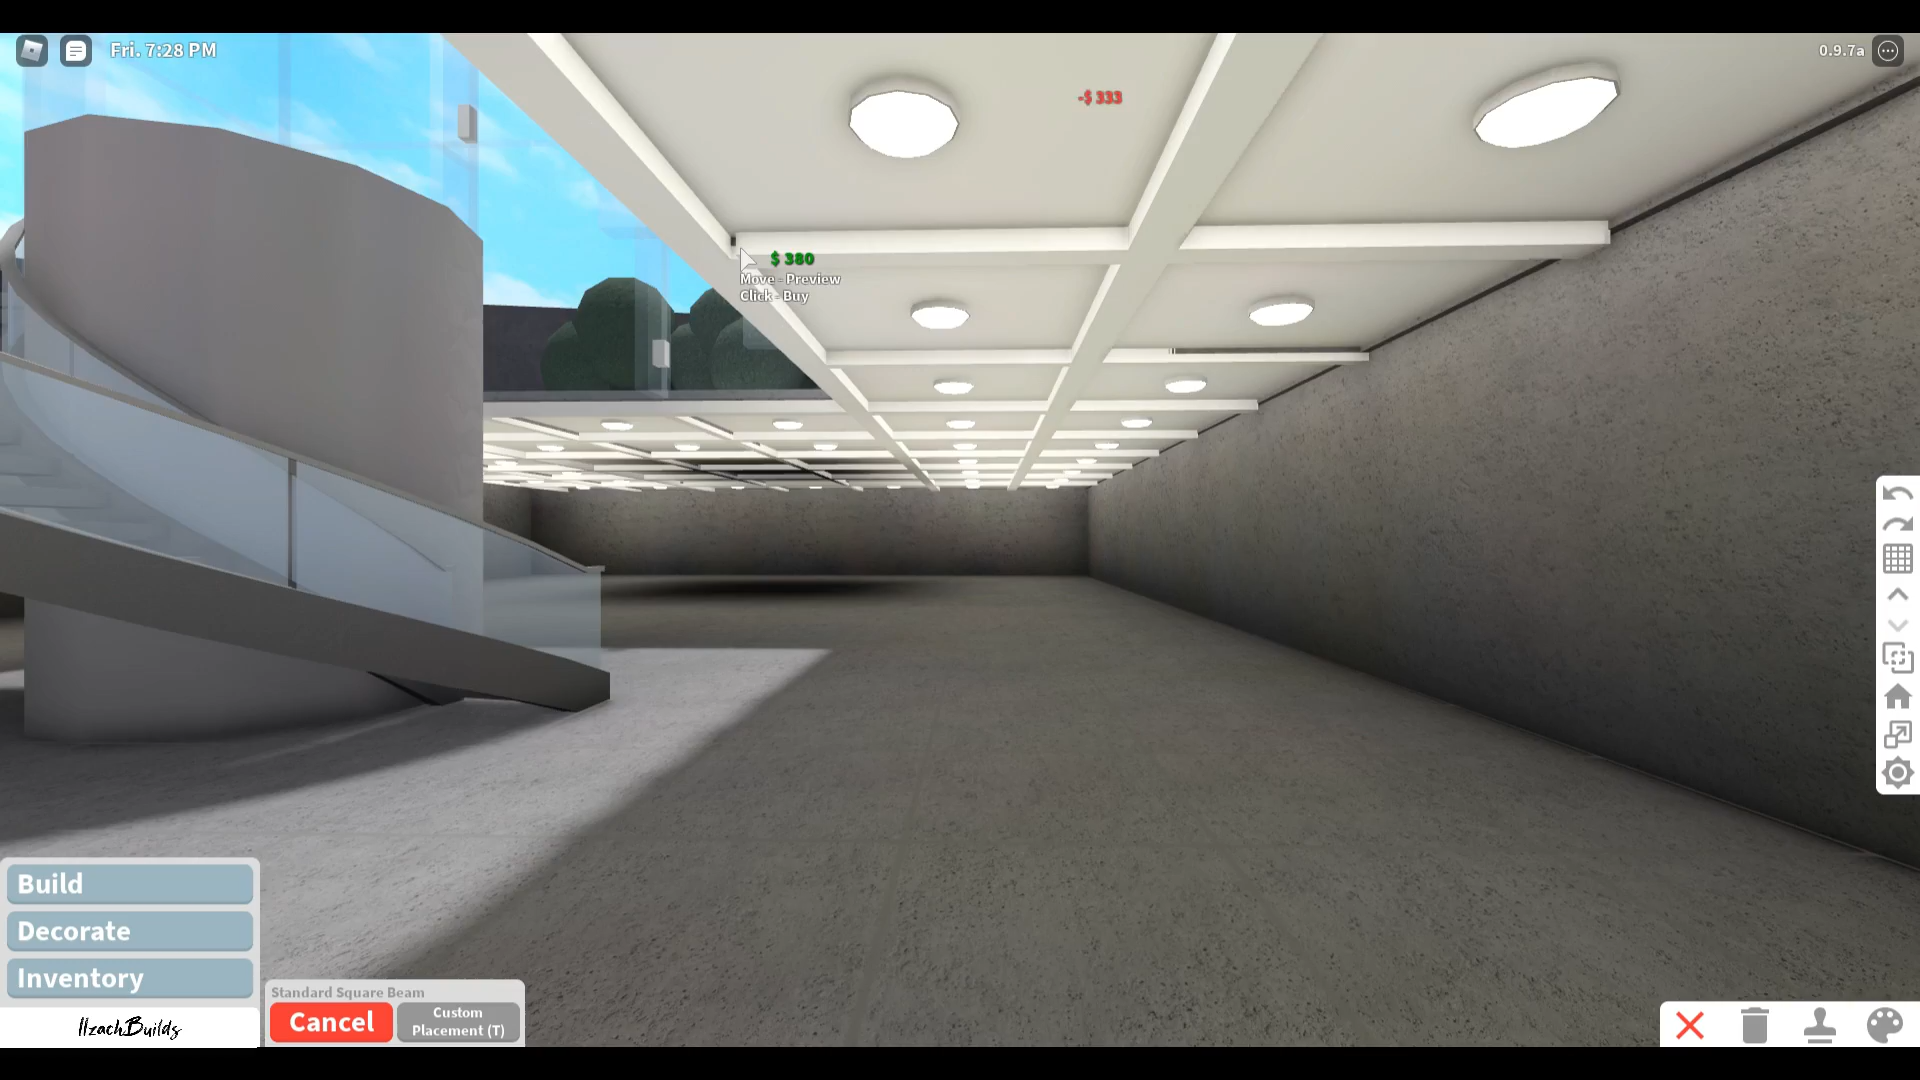 Fri. 7:28 PM
0.9.7a
-$ 333
$ 380
Move - Preview
Click - Buy
Build
Decorate
Inventory
IIzachBuilds
Standard Square Beam
Cancel
Custom
Placement (T)